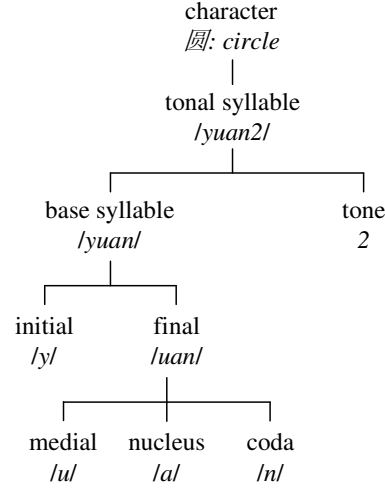 character
圆: circle
tonal syllable
/yuan2/
base syllable tone
/yuan/ 2
initial final
/y/ /uan/
medial nucleus coda
/u/ /a/ /n/